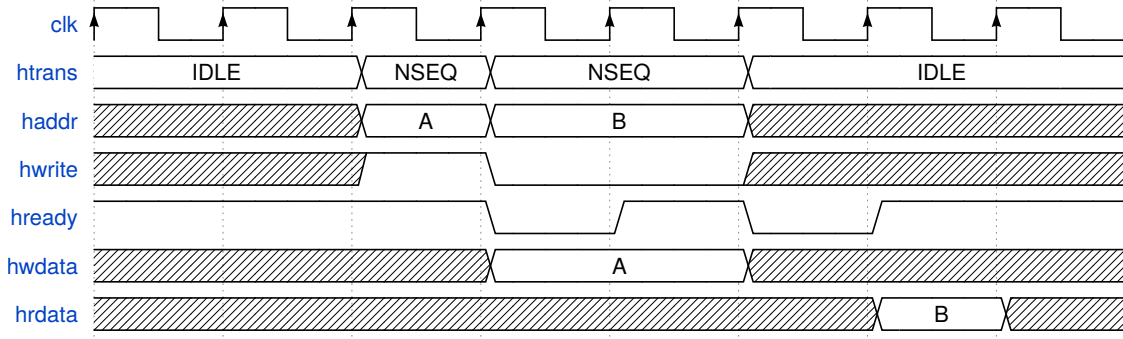 clk
htrans IDLE NSEQ NSEQ IDLE
haddr A B
hwrite
hready
hwdata A
hrdata B